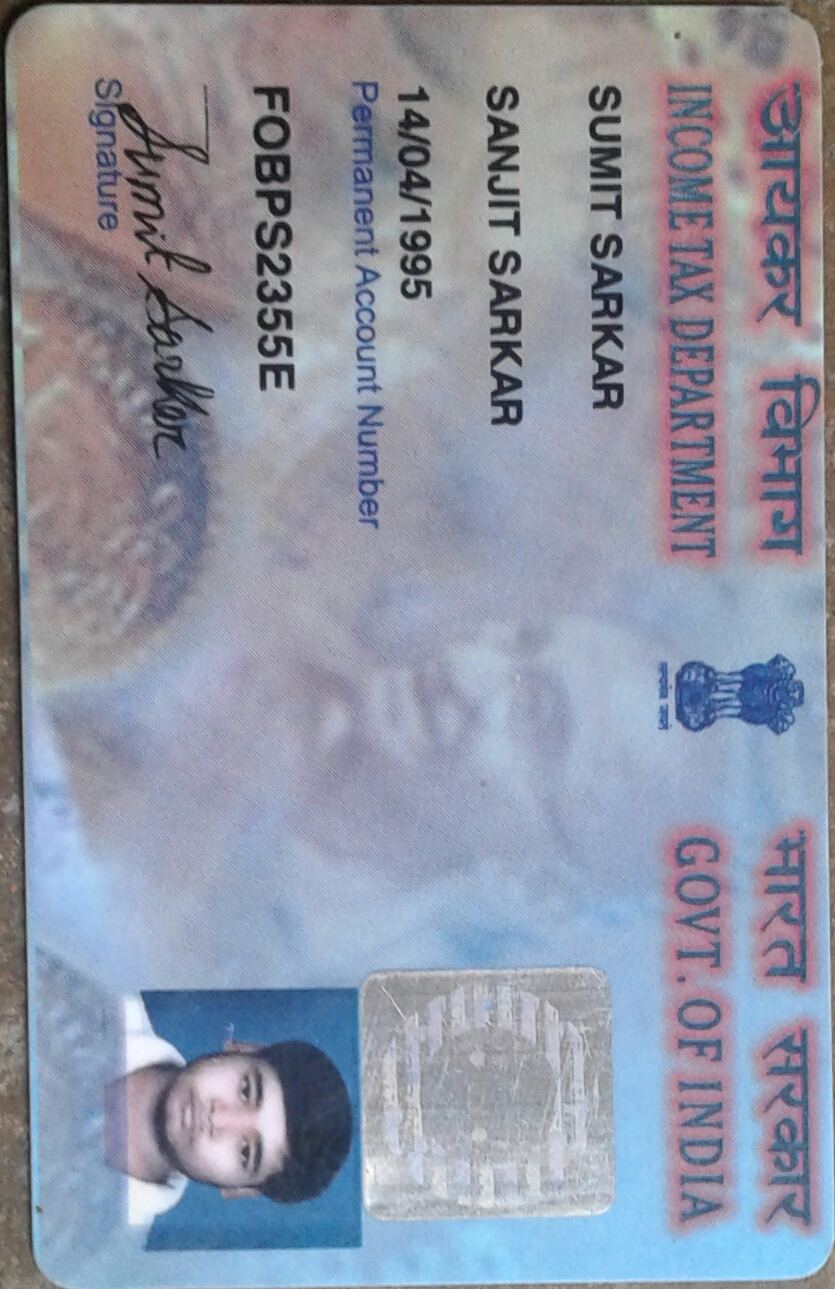 आयकर विभाग
INCOME TAX DEPARTMENT
भारत सरकार
GOVT. OF INDIA
सत्यमेव जयते
SUMIT SARKAR
SANJIT SARKAR
14/04/1995
Permanent Account Number
FOBPS2355E
Sumit Sarkar
Signature